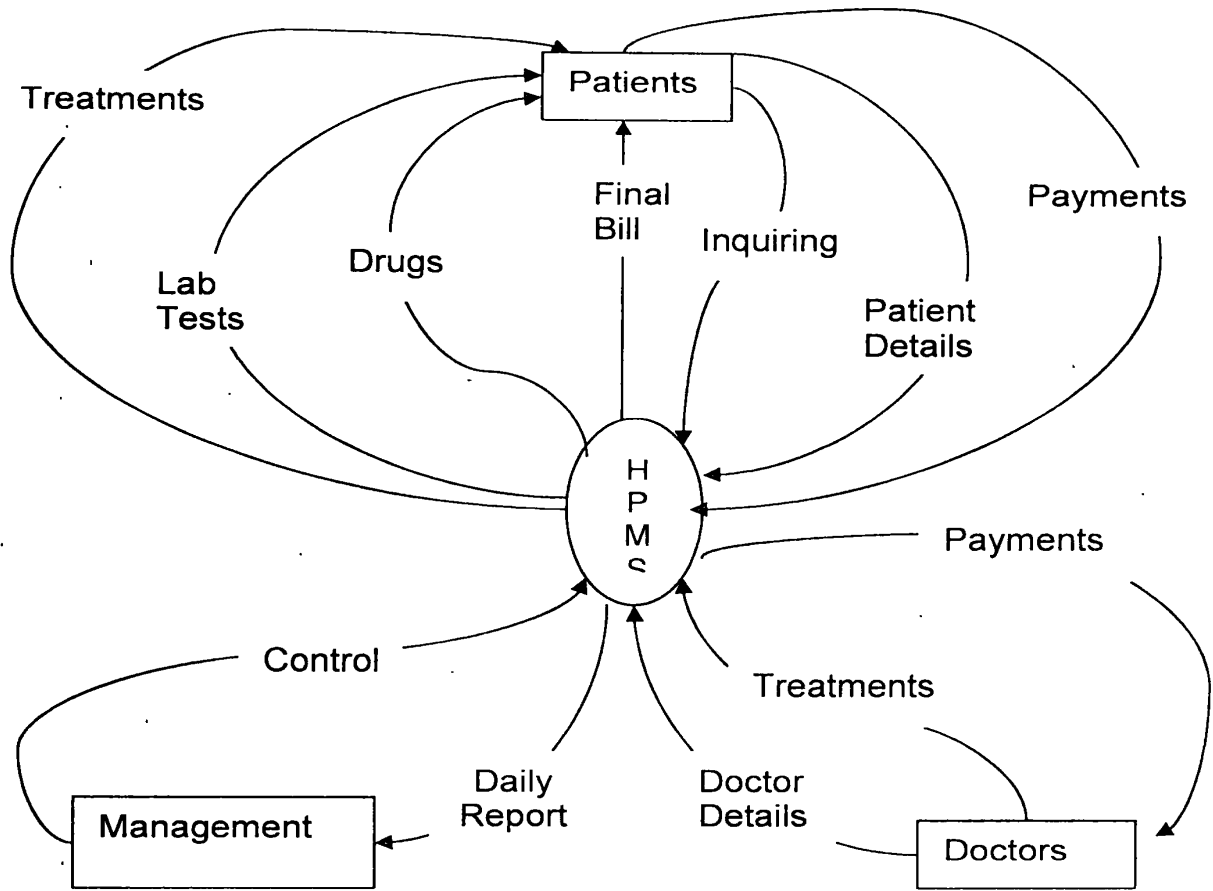 Patients
Treatments
Payments
Final
Bill
Inquiring
Drugs
Lab
Tests
Patient
Details
H
P
M
S
Payments
Control
Treatments
Daily
Report
Doctor
Details
Management
Doctors